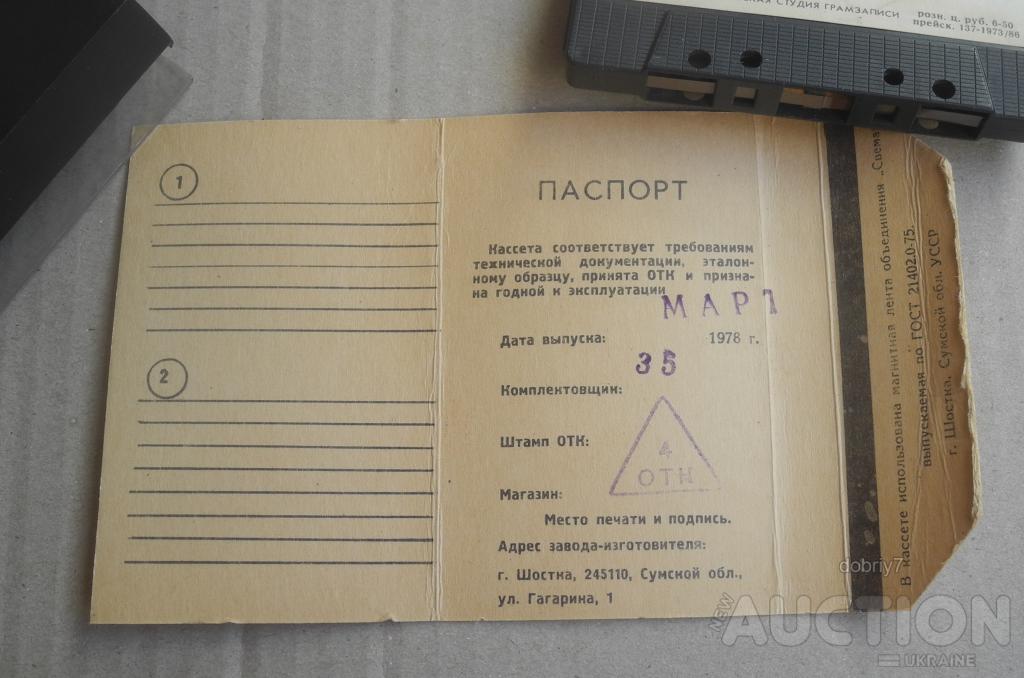 СТУДИЯ ГРАМЗАПИСИ
розн. ц. руб. 6-50
прейск. 137-1973/86
1
2
ПАСПОРТ
Кассета соответствует требованиям
технической документации, эталон-
ному образцу, принята ОТК и призна-
на годной к эксплуатации
МАРТ
Дата выпуска: 1978 г.
35
Комплектовщик:
Штамп ОТК:
4
ОТК
Магазин:
Место печати и подпись.
Адрес завода-изготовителя:
г. Шостка, 245110, Сумской обл.,
ул. Гагарина, 1
В кассете использована магнитная лента объединения „Свема
выпускаемая по ГОСТ 21402.0-75.
г. Шостка, Сумской обл. УССР
dobriy7
NEW AUCTION
UKRAINE